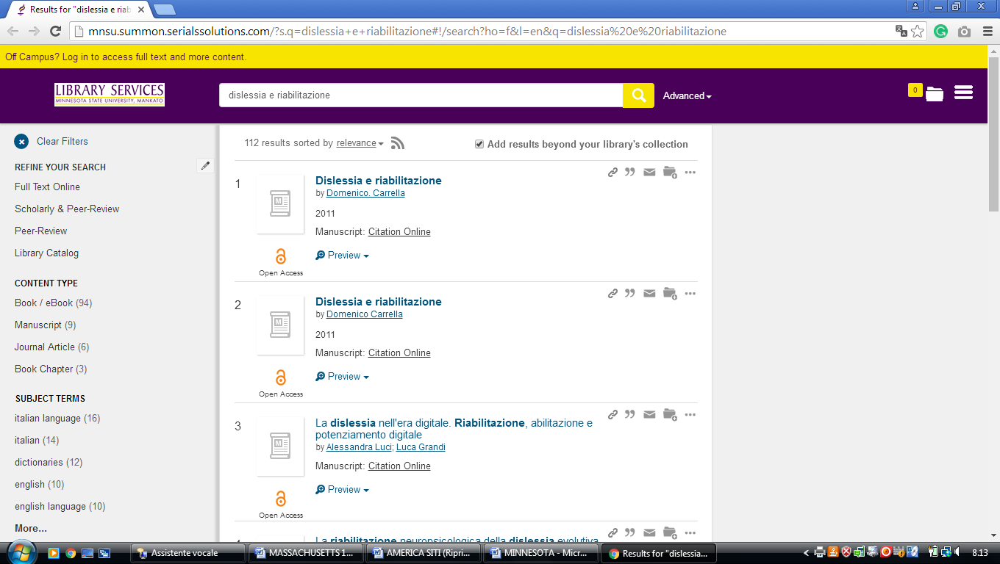 Results for "dislessia e riab
mnsu.summon.serialssolutions.com/?s.q=dislessia+e+riabilitazione#!/search?ho=f&l=en&q=dislessia%20e%20riabilitazione
Off Campus? Log in to access full text and more content.
LIBRARY SERVICES
MINNESOTA STATE UNIVERSITY, MANKATO
dislessia e riabilitazione
Advanced
0
Clear Filters
REFINE YOUR SEARCH
Full Text Online
Scholarly & Peer-Review
Peer-Review
Library Catalog
CONTENT TYPE
Book / eBook (94)
Manuscript (9)
Journal Article (6)
Book Chapter (3)
SUBJECT TERMS
italian language (16)
italian (14)
dictionaries (12)
english (10)
english language (10)
More...
112 results sorted by relevance
Add results beyond your library's collection
1
Dislessia e riabilitazione
by Domenico. Carrella
2011
Manuscript: Citation Online
Preview
Open Access
2
Dislessia e riabilitazione
by Domenico Carrella
2011
Manuscript: Citation Online
Preview
Open Access
3
La dislessia nell'era digitale. Riabilitazione, abilitazione e
potenziamento digitale
by Alessandra Luci; Luca Grandi
Manuscript: Citation Online
Preview
Open Access
La riabilitazione neuropsicologica della dislessia evolutiva
Assistente vocale
MASSACHUSETTS 1...
AMERICA SITI (Ripri...
MINNESOTA - Micr...
Results for "dislessia...
8.13